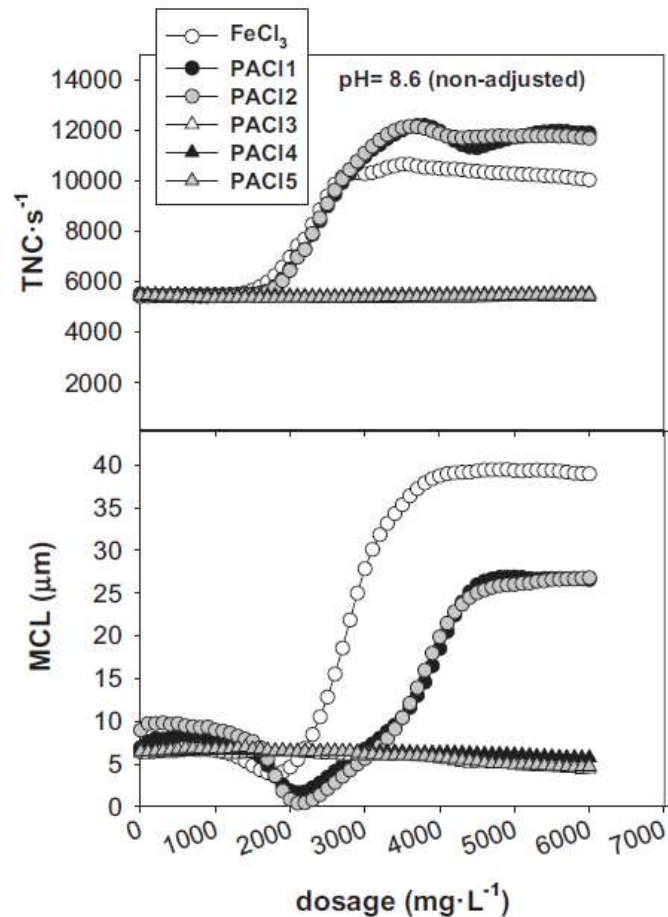 FeCl3
PACl1
PACl2
PACl3
PACl4
PACl5
pH= 8.6 (non-adjusted)
14000
12000
10000
8000
6000
4000
2000
TNC·s-1
40
35
30
25
20
15
10
5
0
MCL (μm)
0 1000 2000 3000 4000 5000 6000 7000
dosage (mg·L-1)